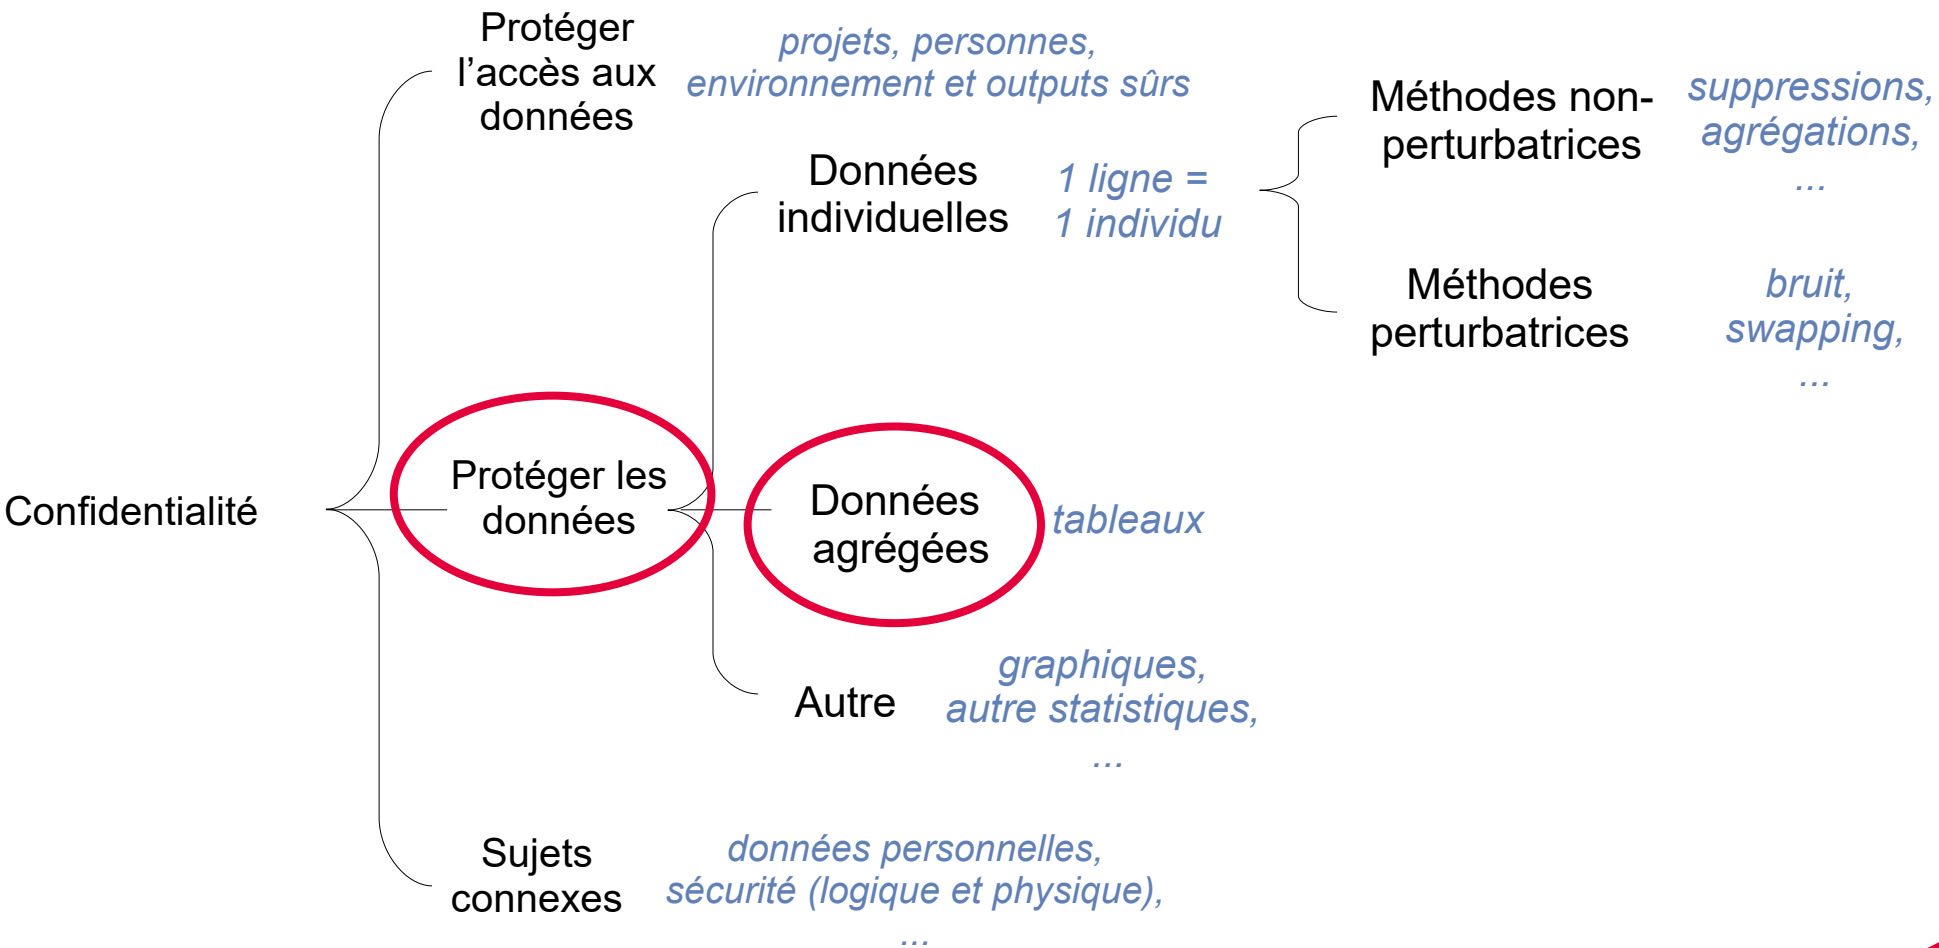 Protéger
l’accès aux
données
projets, personnes,
environnement et outputs sûrs
Données
individuelles
1 ligne =
1 individu
Méthodes non-
perturbatrices
suppressions,
agrégations,
...
Méthodes
perturbatrices
bruit,
swapping,
...
Confidentialité
Protéger les
données
Données
agrégées
tableaux
Autre
graphiques,
autre statistiques,
...
Sujets
connexes
données personnelles,
sécurité (logique et physique),
...